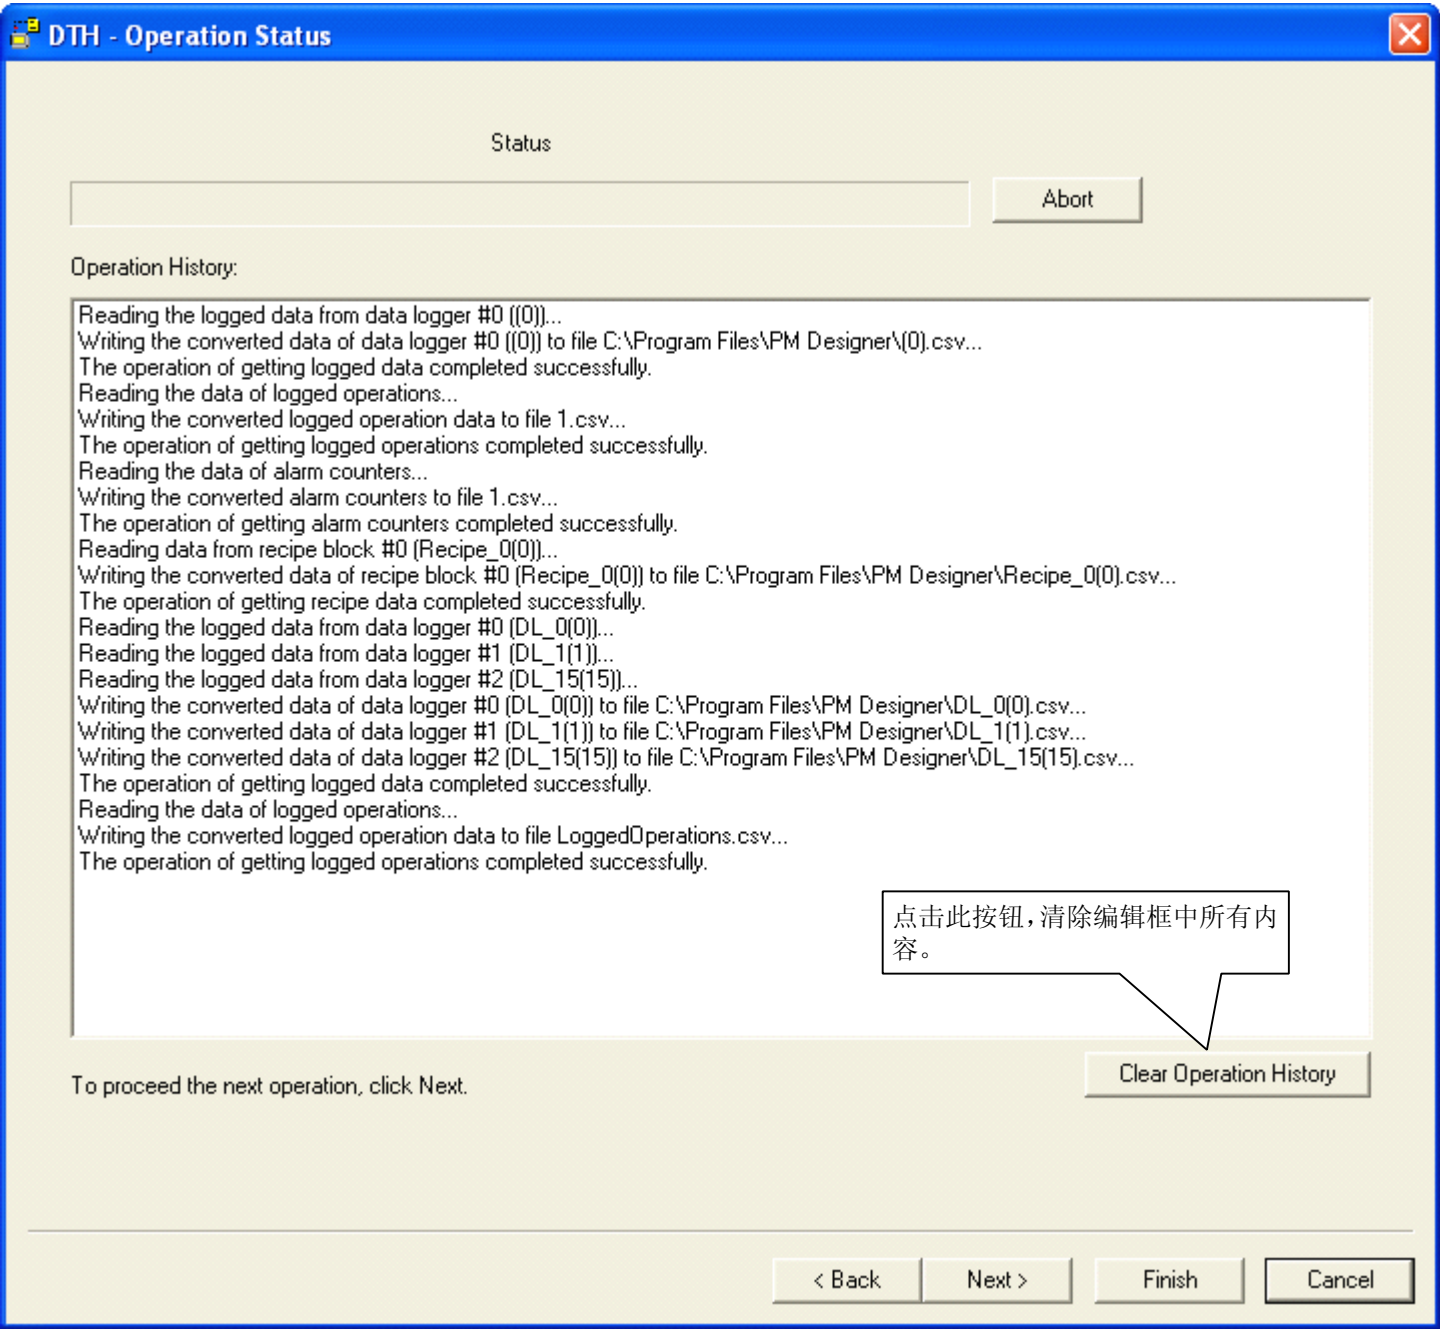 DTH - Operation Status
Status
Abort
Operation History:
Reading the logged data from data logger #0 ((0))...
Writing the converted data of data logger #0 ((0)) to file C:\Program Files\PM Designer\(0).csv...
The operation of getting logged data completed successfully.
Reading the data of logged operations...
Writing the converted logged operation data to file 1.csv...
The operation of getting logged operations completed successfully.
Reading the data of alarm counters...
Writing the converted alarm counters to file 1.csv...
The operation of getting alarm counters completed successfully.
Reading data from recipe block #0 (Recipe_0(0))...
Writing the converted data of recipe block #0 (Recipe_0(0)) to file C:\Program Files\PM Designer\Recipe_0(0).csv...
The operation of getting recipe data completed successfully.
Reading the logged data from data logger #0 (DL_0(0))...
Reading the logged data from data logger #1 (DL_1(1))...
Reading the logged data from data logger #2 (DL_15(15))...
Writing the converted data of data logger #0 (DL_0(0)) to file C:\Program Files\PM Designer\DL_0(0).csv...
Writing the converted data of data logger #1 (DL_1(1)) to file C:\Program Files\PM Designer\DL_1(1).csv...
Writing the converted data of data logger #2 (DL_15(15)) to file C:\Program Files\PM Designer\DL_15(15).csv...
The operation of getting logged data completed successfully.
Reading the data of logged operations...
Writing the converted logged operation data to file LoggedOperations.csv...
The operation of getting logged operations completed successfully.
点击此按钮，清除编辑框中所有内
容。
Clear Operation History
To proceed the next operation, click Next.
< Back
Next >
Finish
Cancel